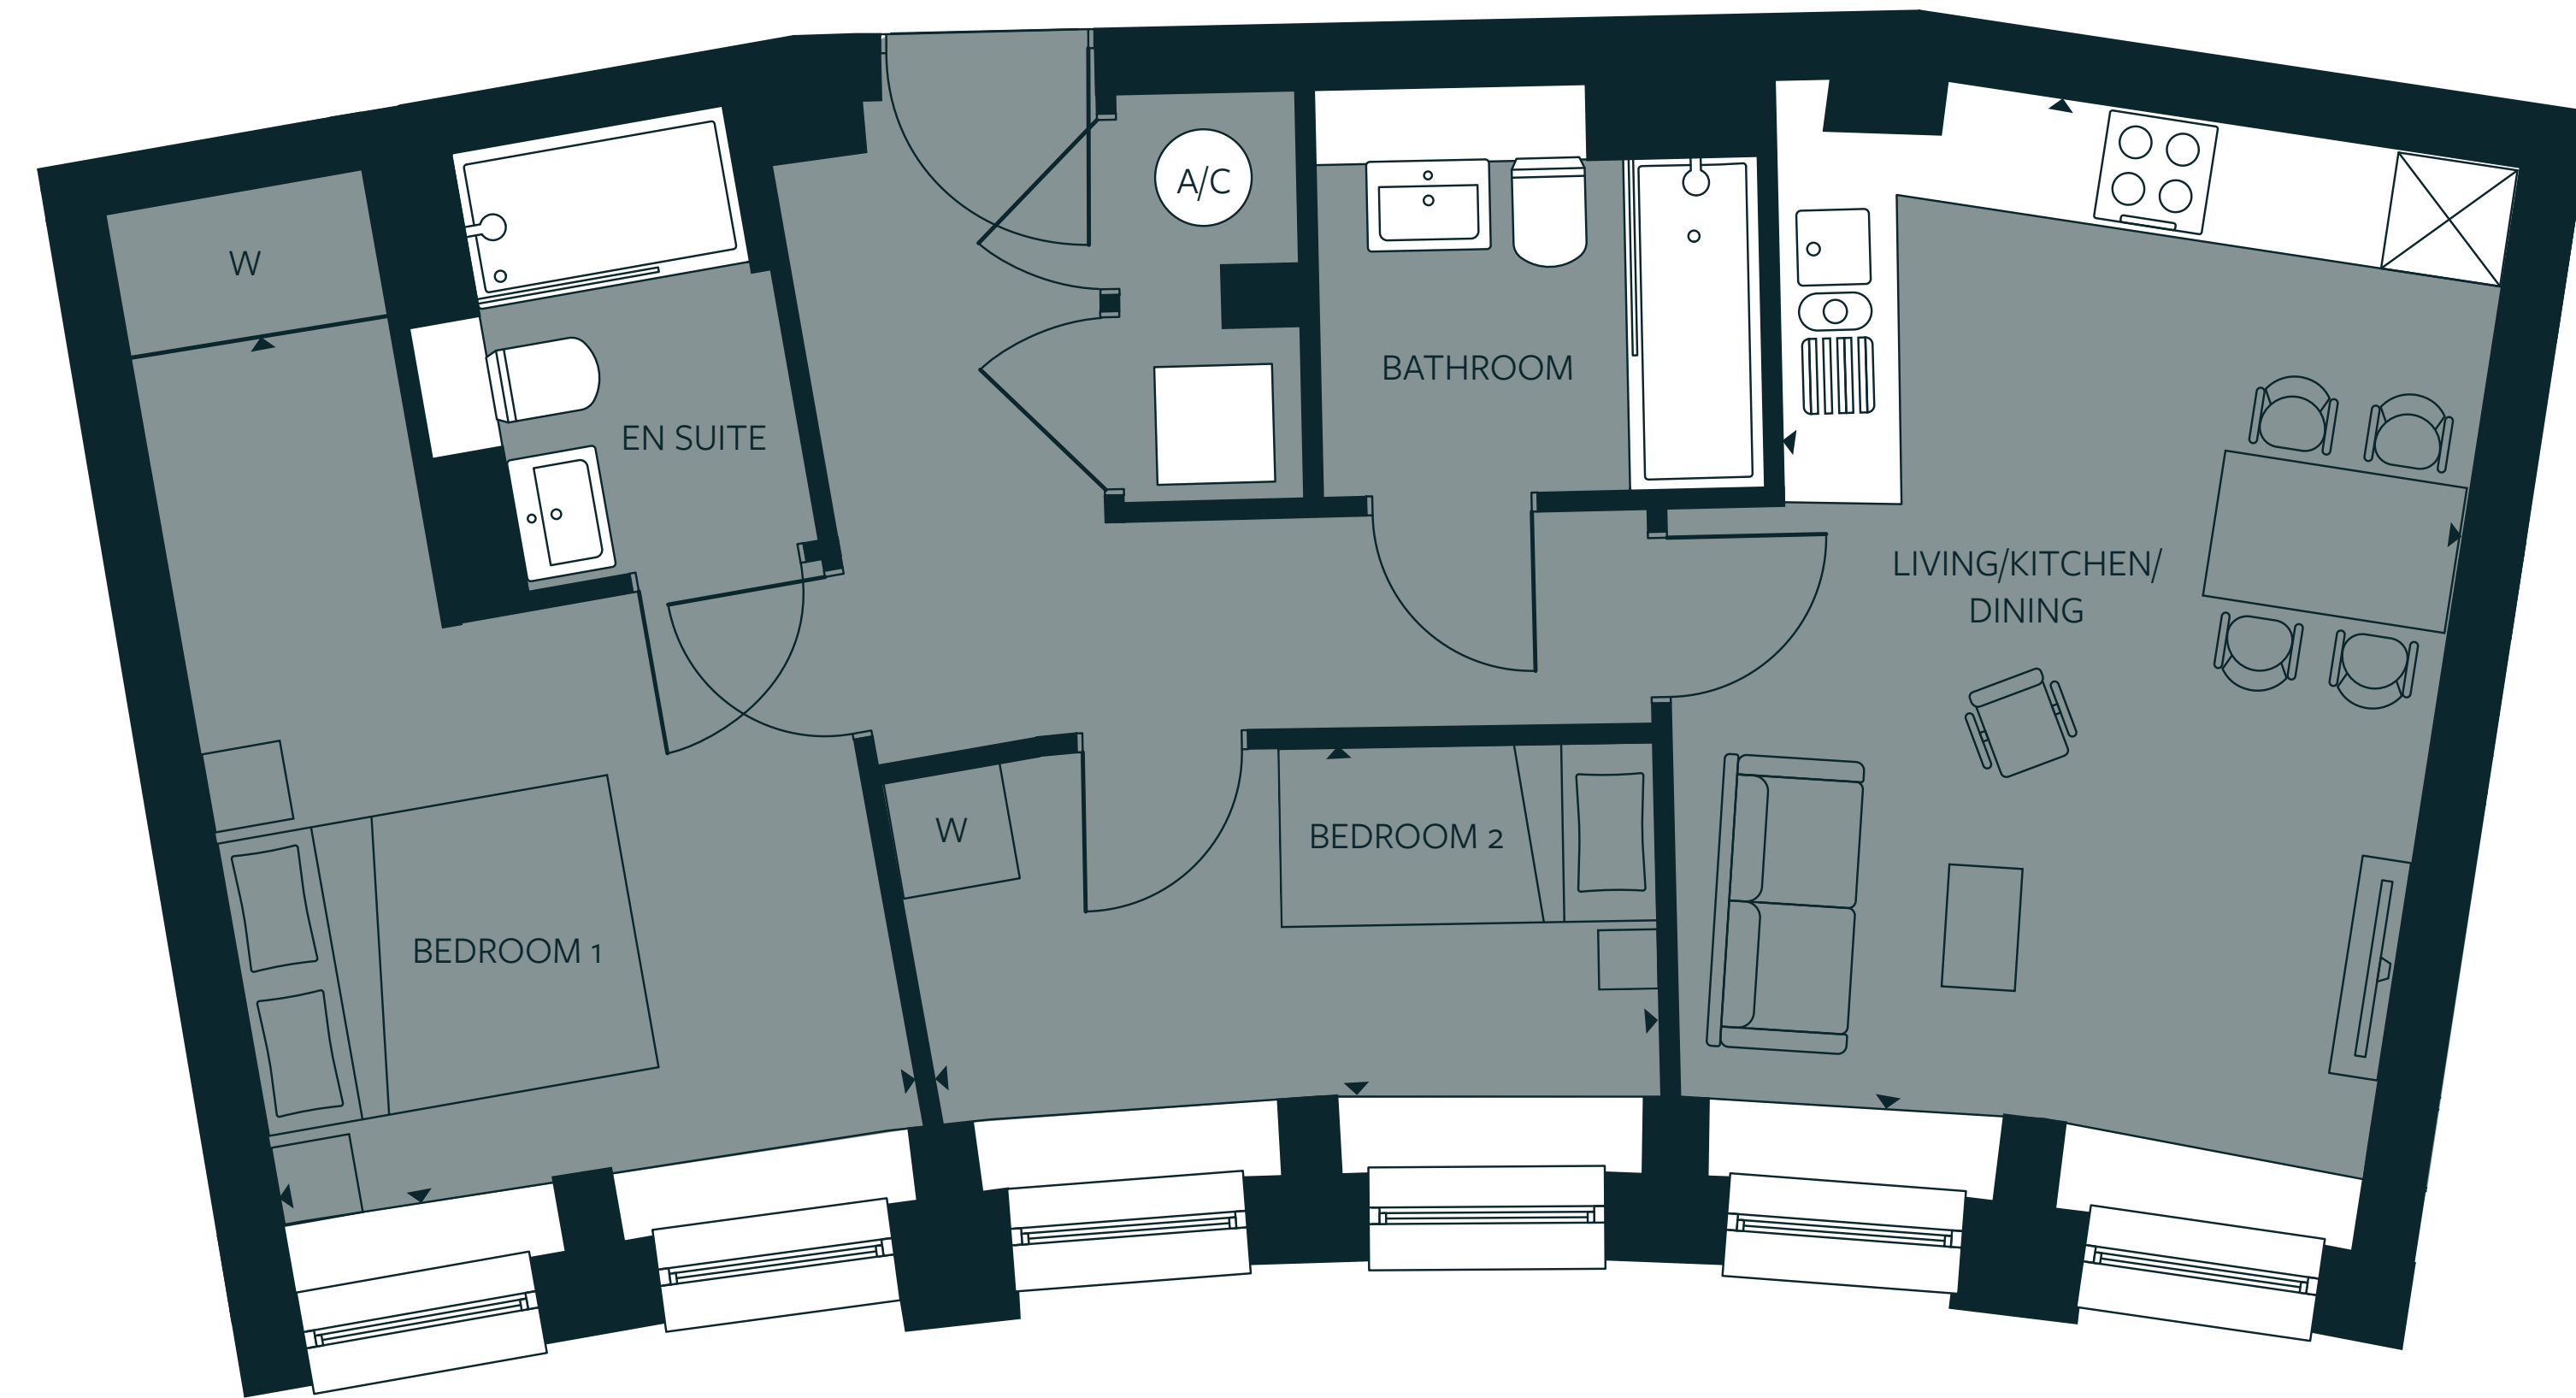 A/C
W
BATHROOM
EN SUITE
LIVING/KITCHEN/
DINING
W
BEDROOM 2
BEDROOM 1